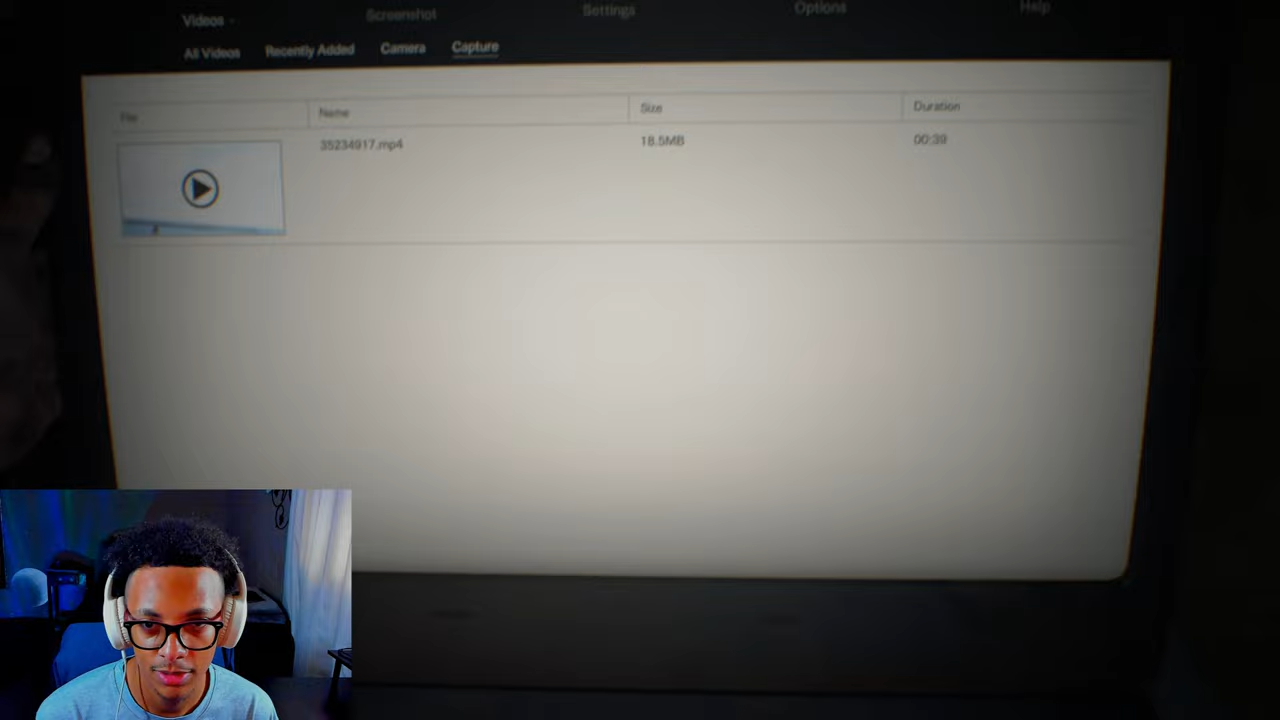 Videos Screenshot Settings Options Help
All Videos Recently Added Camera Capture
File Name Size Duration
35234917.mp4 18.5MB 00:39